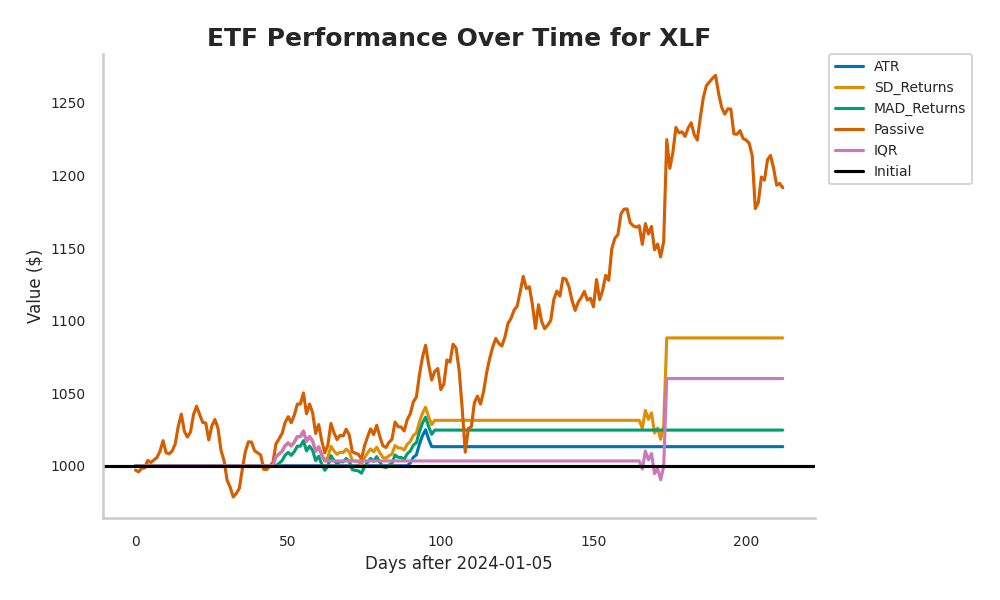 ETF Performance Over Time for XLF
Value ($)
1250
1200
1150
1100
1050
1000
0
50
100
150
200
Days after 2024-01-05
ATR
SD_Returns
MAD_Returns
Passive
IQR
Initial